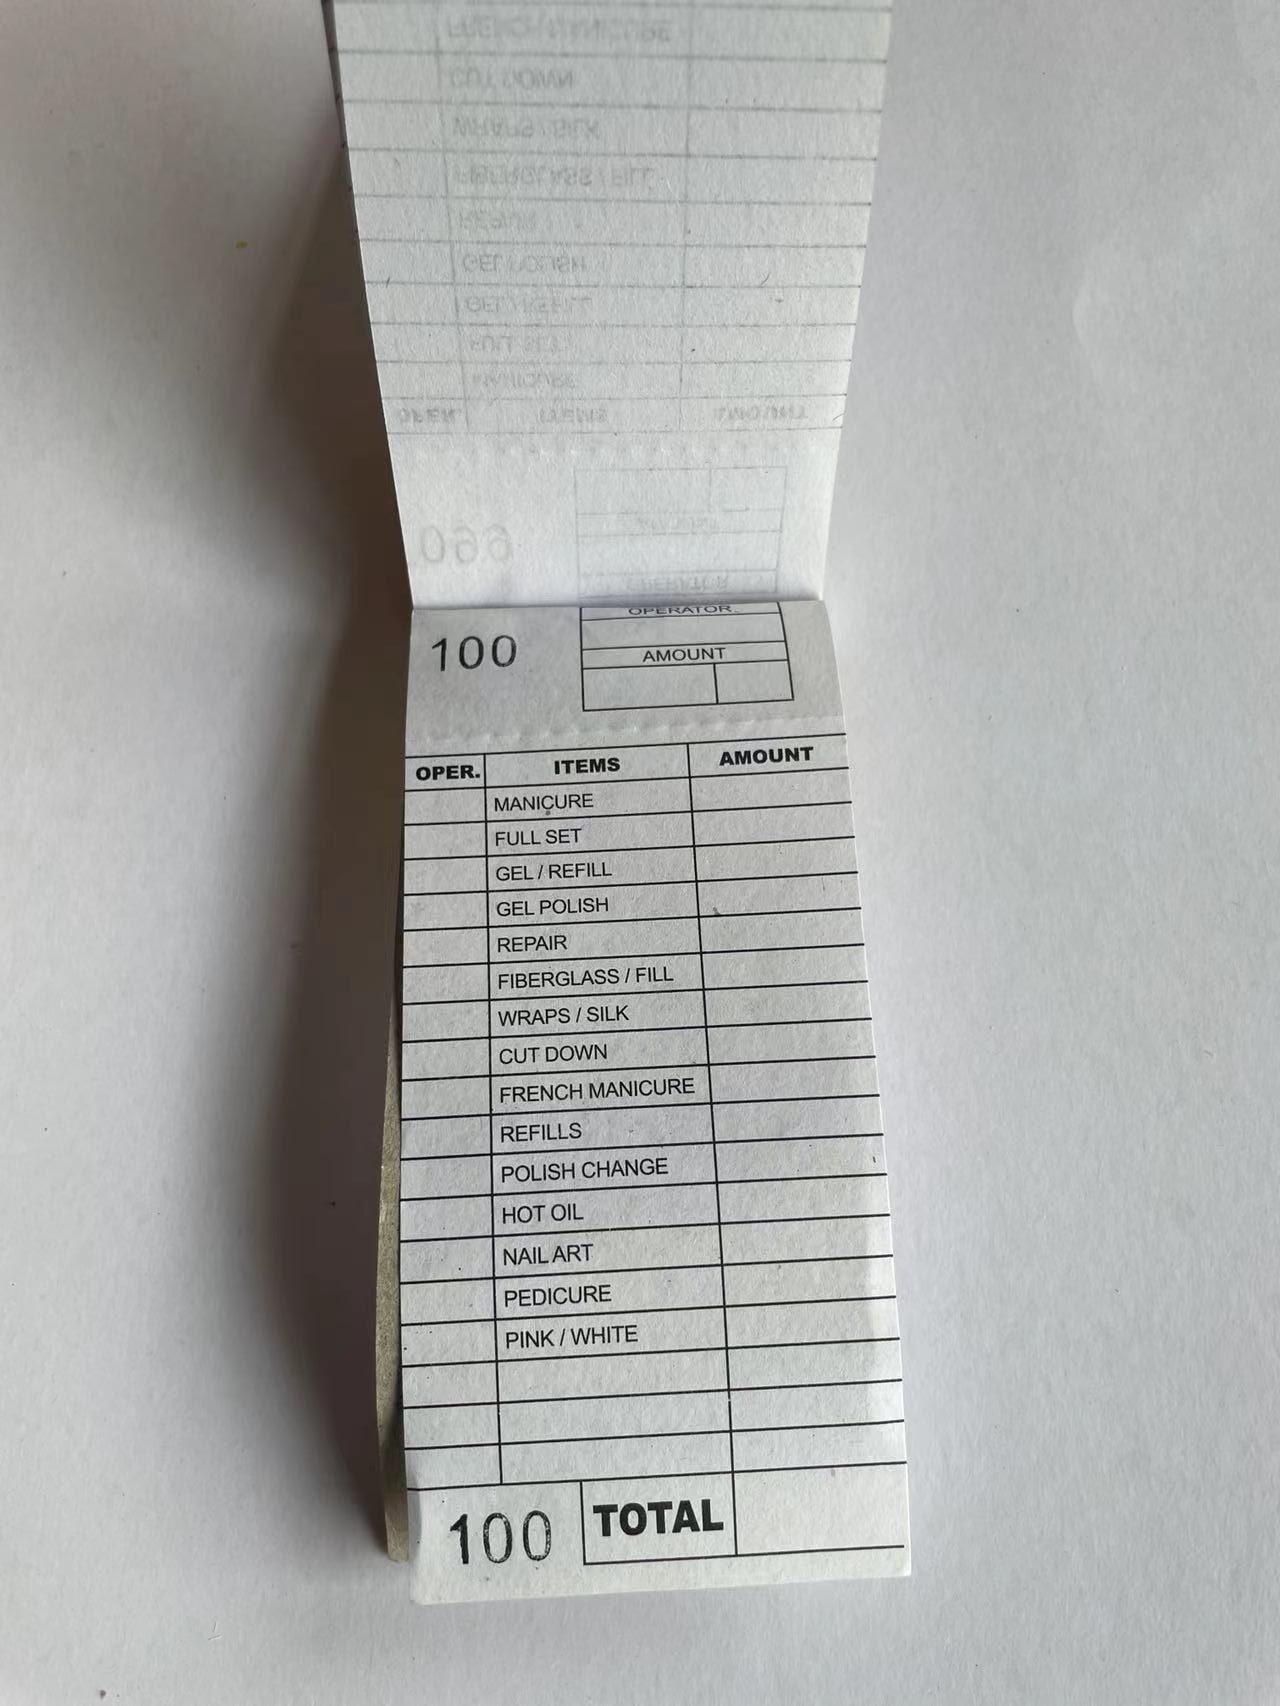 100
OPERATOR
AMOUNT
OPER. ITEMS AMOUNT
MANICURE
FULL SET
GEL / REFILL
GEL POLISH
REPAIR
FIBERGLASS / FILL
WRAPS / SILK
CUT DOWN
FRENCH MANICURE
REFILLS
POLISH CHANGE
HOT OIL
NAIL ART
PEDICURE
PINK / WHITE
100 TOTAL